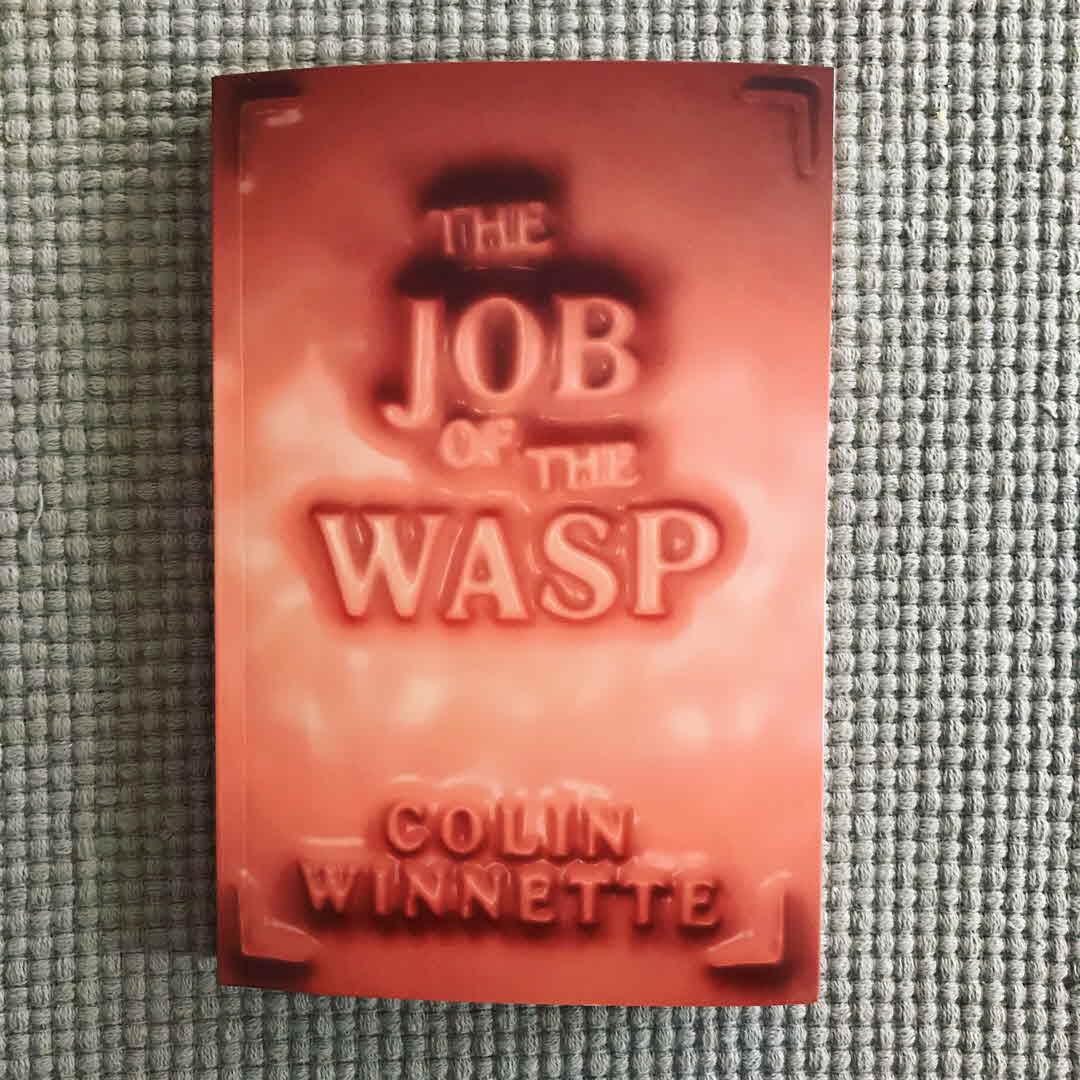 THE
JOB
OF THE
WASP
COLIN
WINNETTE